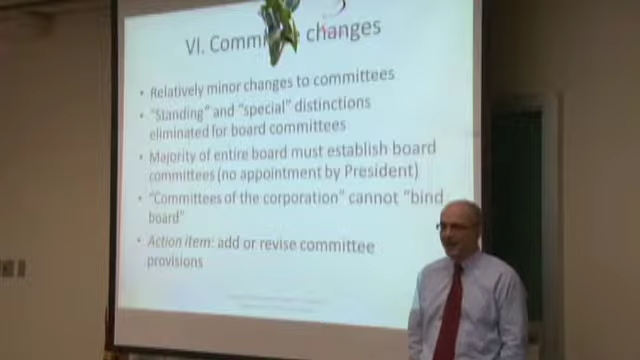 VI. Comm changes
• Relatively minor changes to committees
• "Standing" and "special" distinctions
eliminated for board committees
• Majority of entire board must establish board
committees (no appointment by President)
• "Committees of the corporation" cannot "bind
board"
• Action item: add or revise committee
provisions